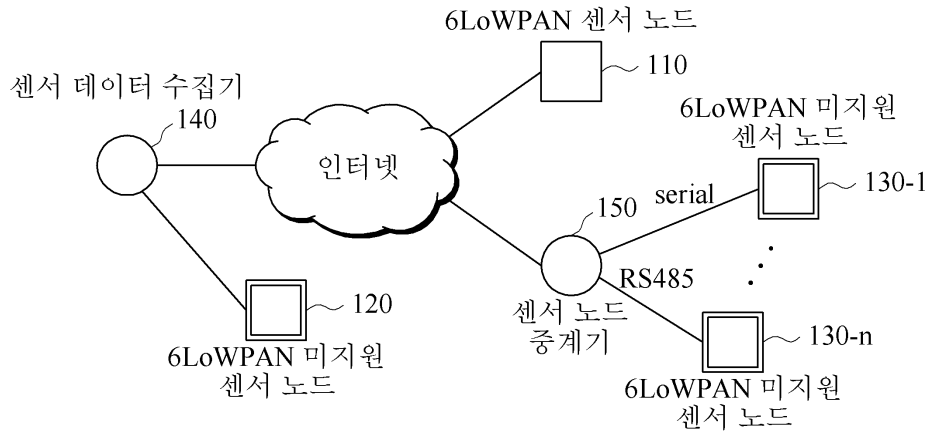 6LoWPAN 센서 노드
110
센서 데이터 수집기
140
인터넷
6LoWPAN 미지원
센서 노드
130-1
serial
150
RS485
센서 노드
중계기
120
6LoWPAN 미지원
센서 노드
130-n
6LoWPAN 미지원
센서 노드